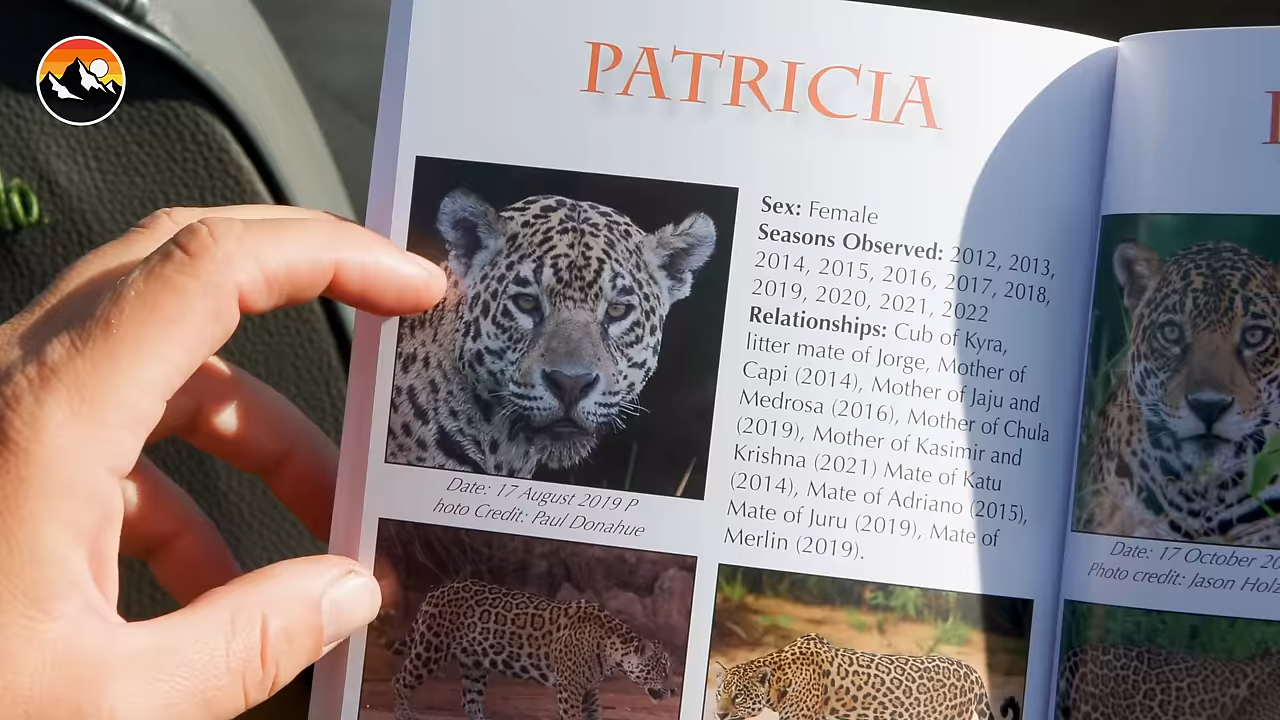 PATRICIA
Sex: Female
Seasons Observed: 2012, 2013,
2014, 2015, 2016, 2017, 2018,
2019, 2020, 2021, 2022
Relationships: Cub of Kyra,
litter mate of Jorge, Mother of
Capi (2014), Mother of Jaju and
Medrosa (2016), Mother of Chula
(2019), Mother of Kasimir and
Krishna (2021) Mate of Katu
(2014), Mate of Adriano (2015),
Mate of Juru (2019), Mate of
Merlin (2019).
Date: 17 August 2019 P
hoto Credit: Paul Donahue
Date: 17 October 20
Photo credit: Jason Holz